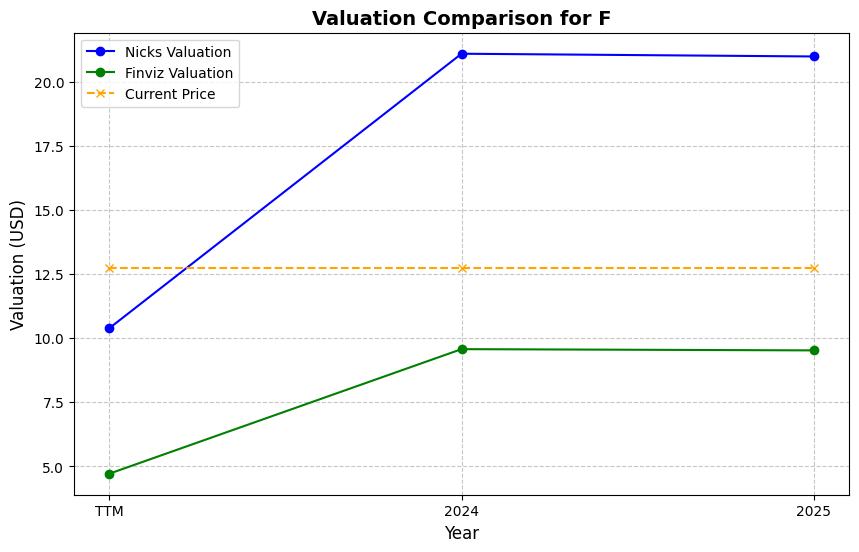 Valuation Comparison for F
Nicks Valuation
Finviz Valuation
Current Price
Valuation (USD)
20.0
17.5
15.0
12.5
10.0
7.5
5.0
TTM 2024 2025
Year